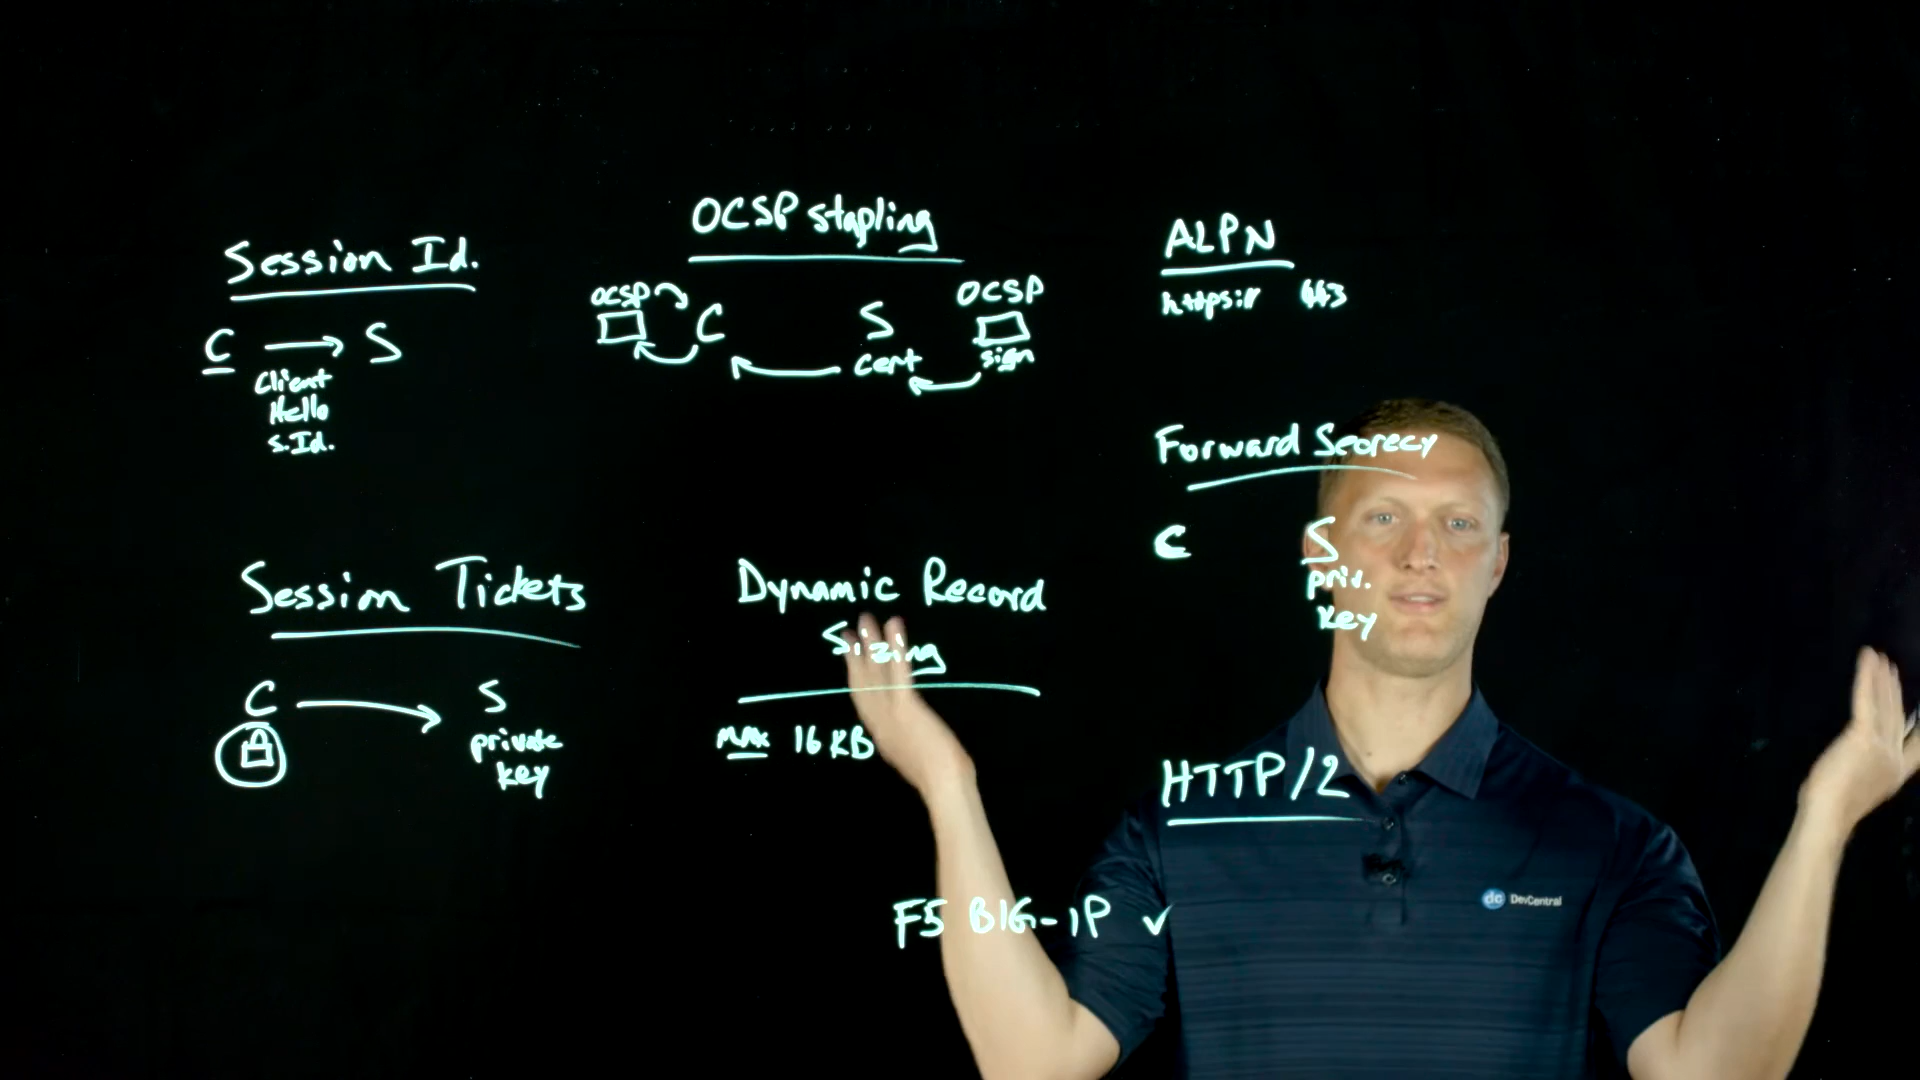 Session Id.
C → S
Client
Hello
S.Id.
OCSP stapling
OCSP
C
S
cert
OCSP
sign
ALPN
https:// 443
Forward Secrecy
C
S
priv.
key
Session Tickets
C → S
private
key
Dynamic Record
Sizing
max 16 KB
HTTP/2
F5 BIG-IP ✓
dc DevCentral